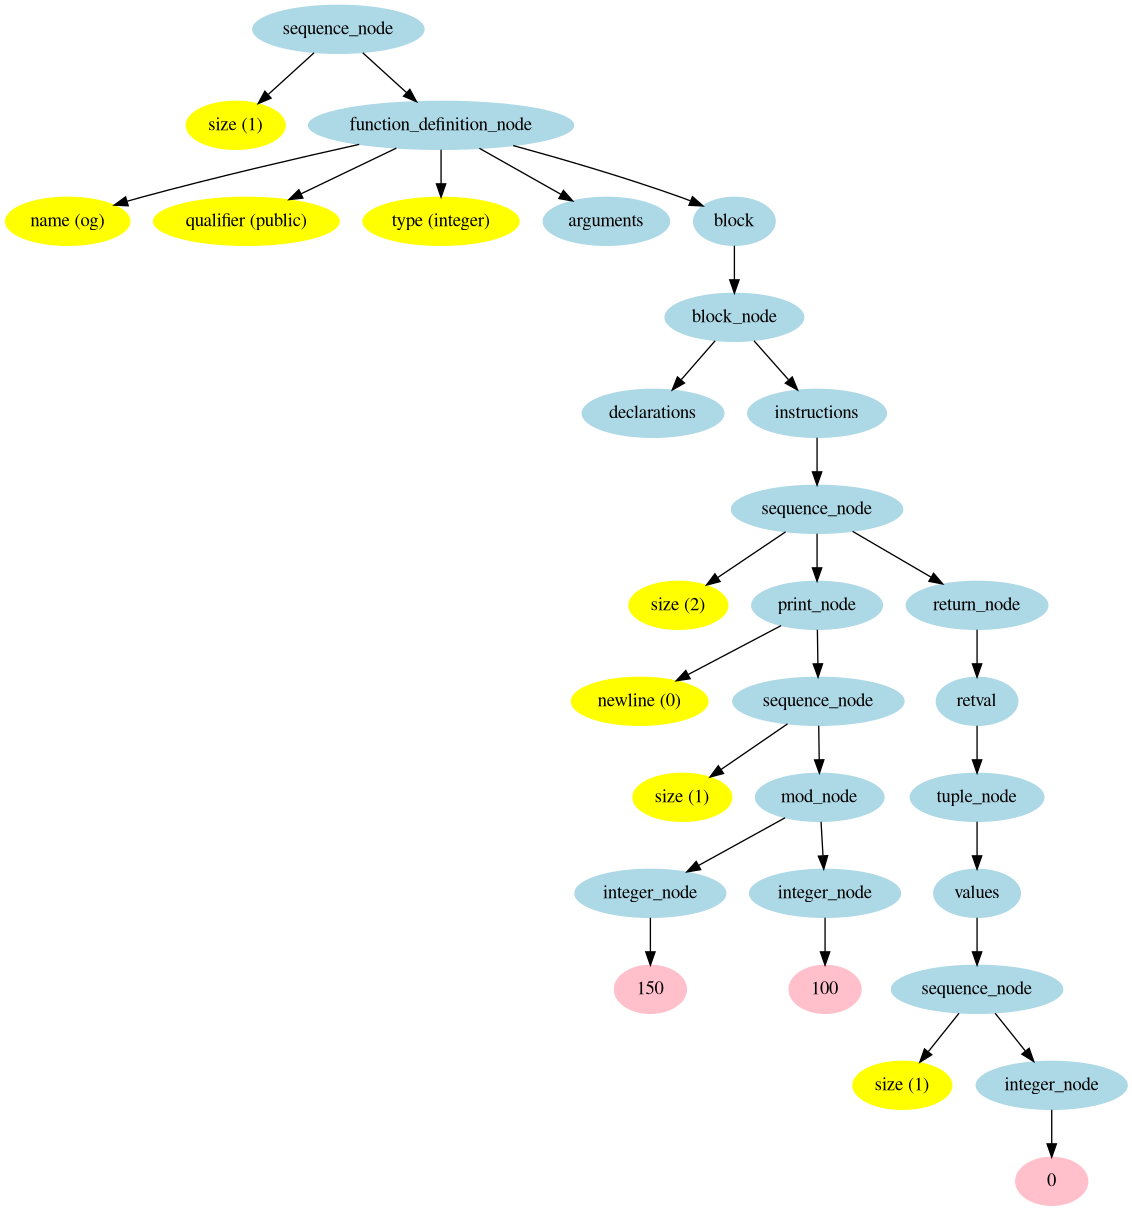 sequence_node
size (1)
function_definition_node
name (og)
qualifier (public)
type (integer)
arguments
block
block_node
declarations
instructions
sequence_node
size (2)
print_node
return_node
newline (0)
sequence_node
retval
size (1)
mod_node
tuple_node
integer_node
integer_node
values
150
100
sequence_node
size (1)
integer_node
0